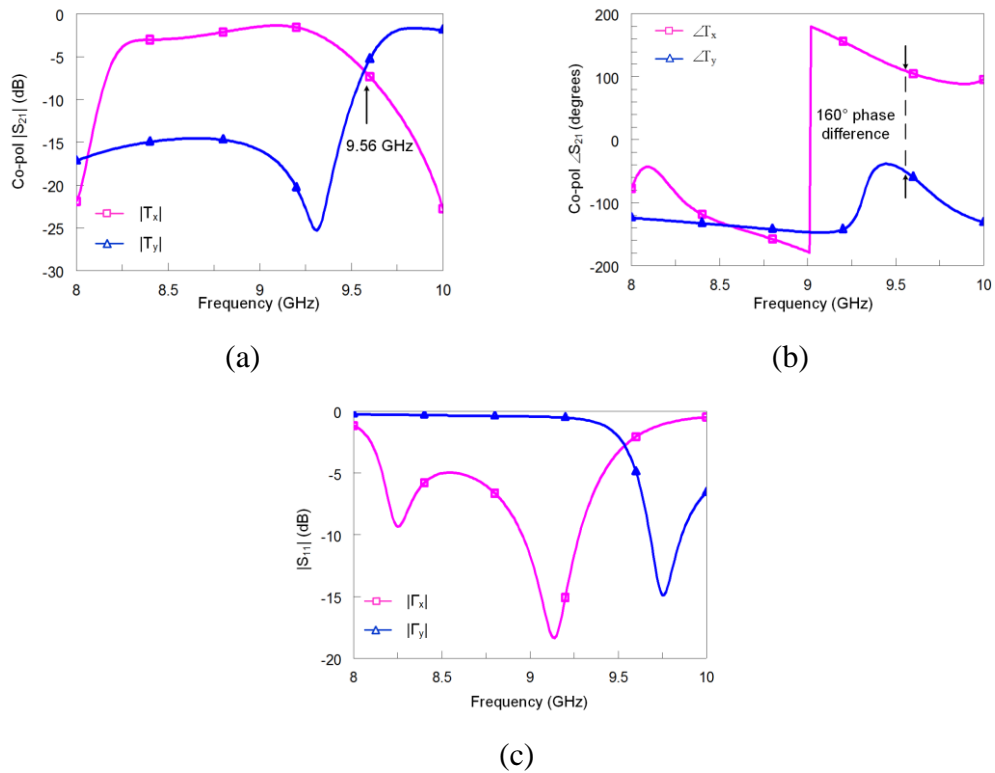 Co-pol |S21| (dB)
0
-5
-10
-15
-20
-25
-30
9.56 GHz
|Tx|
|Ty|
8
8.5
9
9.5
10
Frequency (GHz)
(a)
Co-pol ∠S21 (degrees)
200
100
0
-100
-200
∠Tx
∠Ty
160° phase
difference
8
8.5
9
9.5
10
Frequency (GHz)
(b)
|S11| (dB)
0
-5
-10
-15
-20
|Γx|
|Γy|
8
8.5
9
9.5
10
Frequency (GHz)
(c)